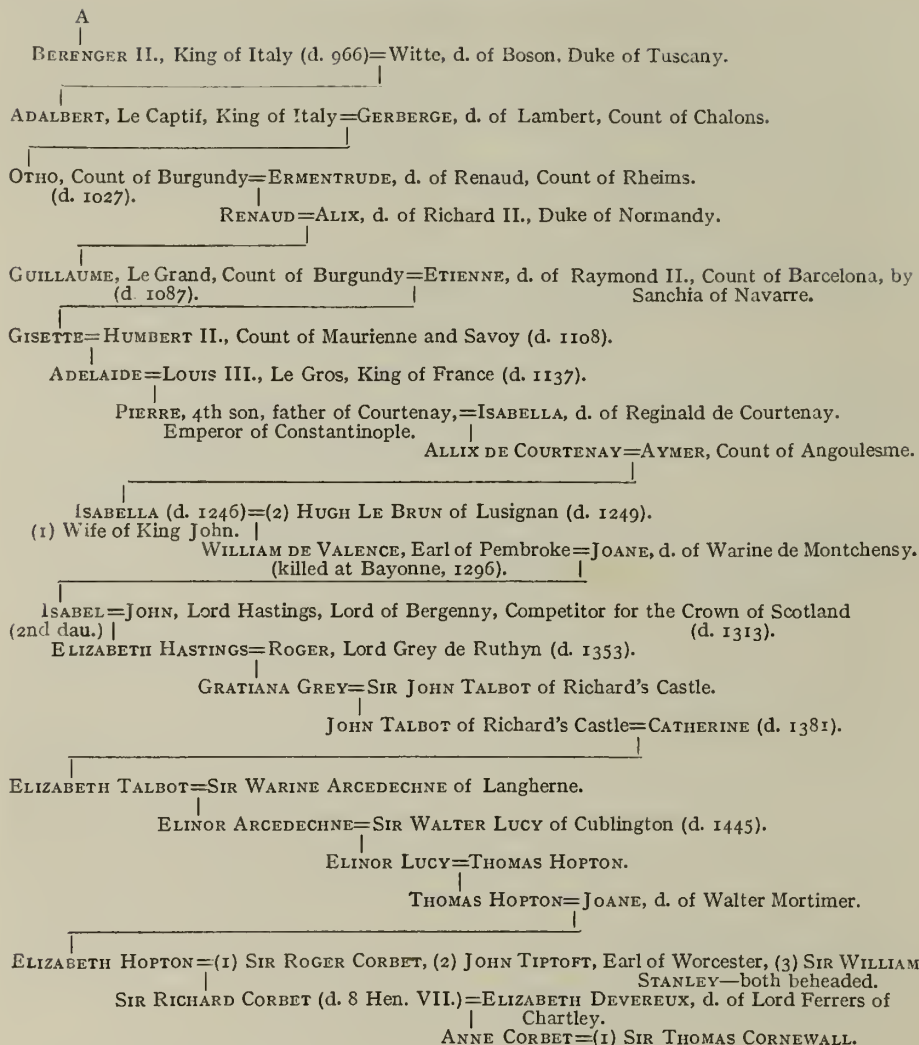 A
BERENGER II., King of Italy (d. 966)=Witte, d. of Boson, Duke of Tuscany.
ADALBERT, Le Captif, King of Italy=GERBERGE, d. of Lambert, Count of Chalons.
OTHO, Count of Burgundy=ERMENTRUDE, d. of Renaud, Count of Rheims.
(d. 1027).
RENAUD=ALIX, d. of Richard II., Duke of Normandy.
GUILLAUME, Le Grand, Count of Burgundy=ETIENNE, d. of Raymond II., Count of Barcelona, by
(d. 1087). Sanchia of Navarre.
GISETTE=HUMBERT II., Count of Maurienne and Savoy (d. 1108).
ADELAIDE=LOUIS III., Le Gros, King of France (d. 1137).
PIERRE, 4th son, father of Courtenay,=ISABELLA, d. of Reginald de Courtenay.
Emperor of Constantinople.
ALLIX DE COURTENAY=AYMER, Count of Angoulesme.
ISABELLA (d. 1246)=(2) HUGH LE BRUN of Lusignan (d. 1249).
(1) Wife of King John.
WILLIAM DE VALENCE, Earl of Pembroke=JOANE, d. of Warine de Montchensy.
(killed at Bayonne, 1296).
ISABEL=JOHN, Lord Hastings, Lord of Bergenny, Competitor for the Crown of Scotland
(2nd dau.) (d. 1313).
ELIZABETH HASTINGS=ROGER, Lord Grey de Ruthyn (d. 1353).
GRATIANA GREY=SIR JOHN TALBOT of Richard's Castle.
JOHN TALBOT of Richard's Castle=CATHERINE (d. 1381).
ELIZABETH TALBOT=SIR WARINE ARCEDECHNE of Langherne.
ELINOR ARCEDECHNE=SIR WALTER LUCY of Cublington (d. 1445).
ELINOR LUCY=THOMAS HOPTON.
THOMAS HOPTON=JOANE, d. of Walter Mortimer.
ELIZABETH HOPTON=(1) SIR ROGER CORBET, (2) JOHN TIPTOFT, Earl of Worcester, (3) SIR WILLIAM
STANLEY—both beheaded.
SIR RICHARD CORBET (d. 8 Hen. VII.)=ELIZABETH DEVEREUX, d. of Lord Ferrers of
Chartley.
ANNE CORBET=(1) SIR THOMAS CORNEWALL.